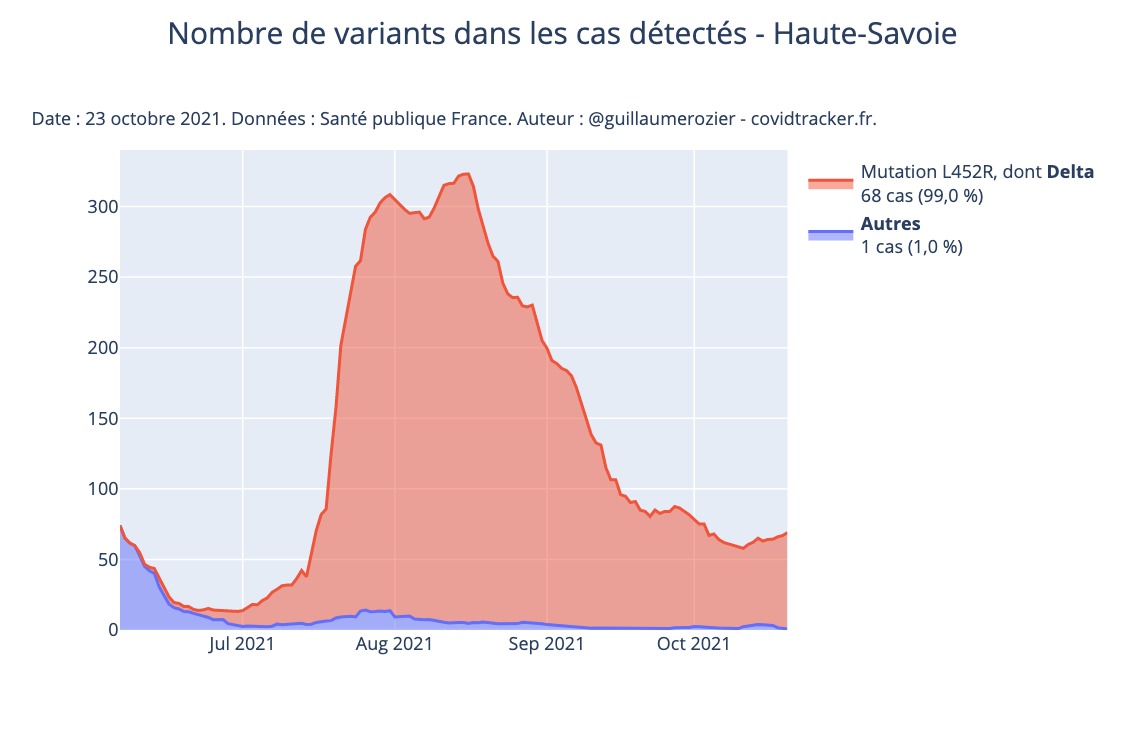 Nombre de variants dans les cas détectés - Haute-Savoie
Date : 23 octobre 2021. Données : Santé publique France. Auteur : @guillaumerozier - covidtracker.fr.
Mutation L452R, dont Delta
68 cas (99,0 %)
Autres
1 cas (1,0 %)
300
250
200
150
100
50
0
Jul 2021 Aug 2021 Sep 2021 Oct 2021